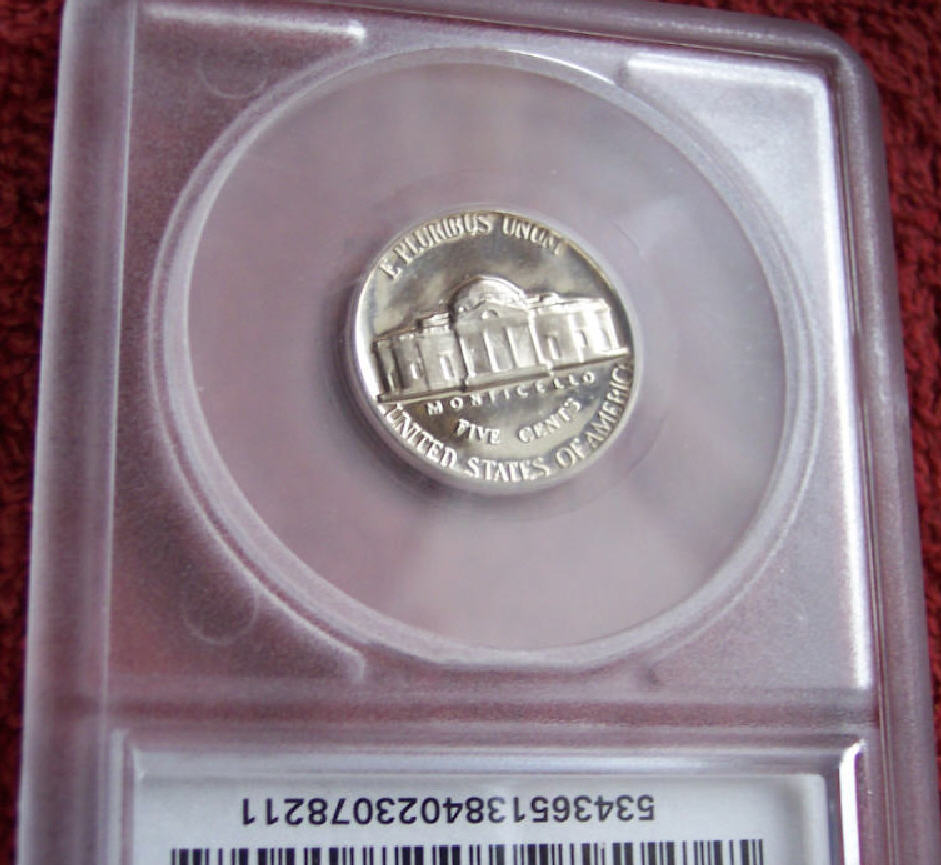 E PLURIBUS UNUM
MONTICELLO
FIVE CENTS
UNITED STATES OF AMERICA
5343651384023078211